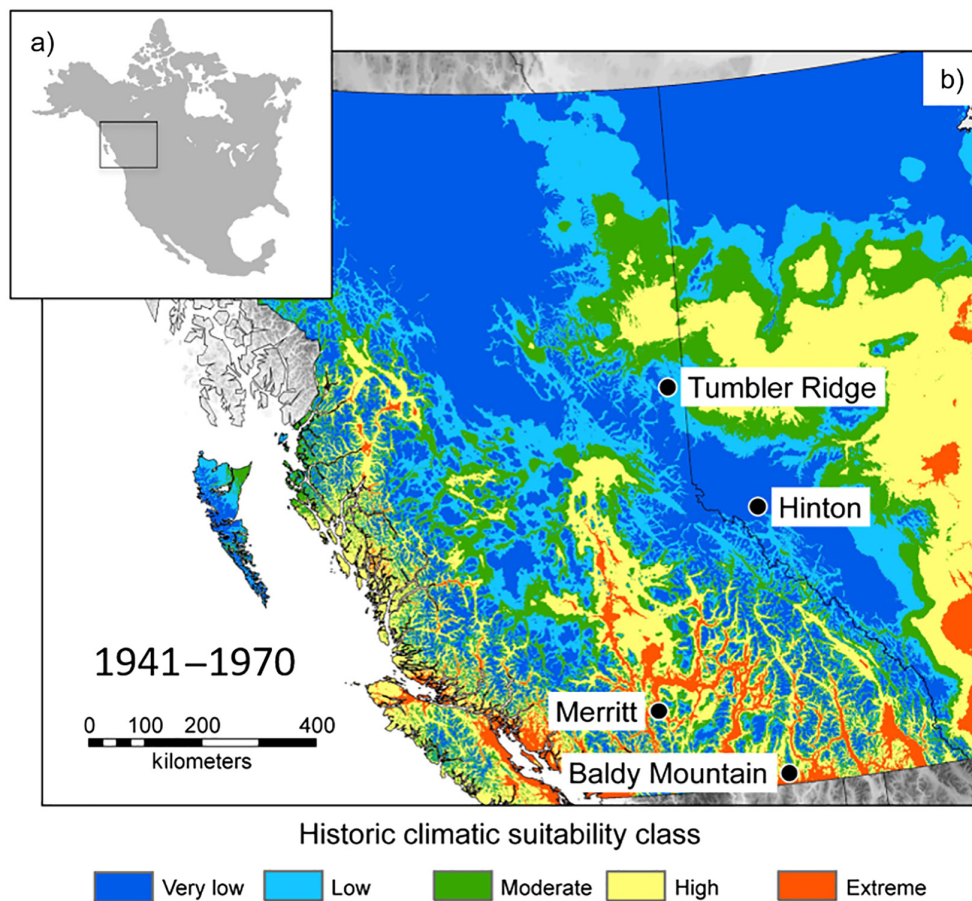 a)
b)
Tumbler Ridge
Hinton
1941–1970
0 100 200 400
kilometers
Merritt
Baldy Mountain
Historic climatic suitability class
Very low Low Moderate High Extreme